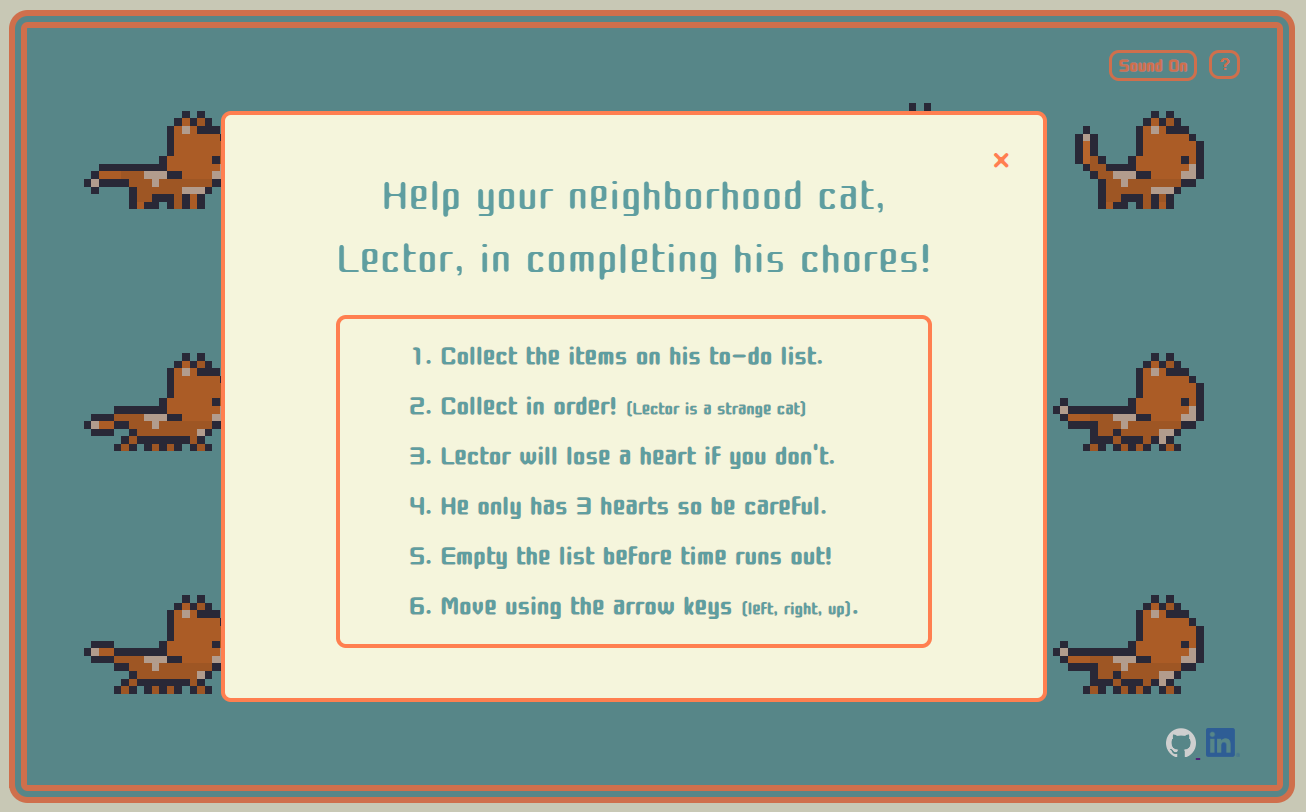 Sound On
?
Help your neighborhood cat,
Lector, in completing his chores!
1. Collect the items on his to-do list.
2. Collect in order! (Lector is a strange cat)
3. Lector will lose a heart if you don't.
4. He only has 3 hearts so be careful.
5. Empty the list before time runs out!
6. Move using the arrow keys (left, right, up).
in